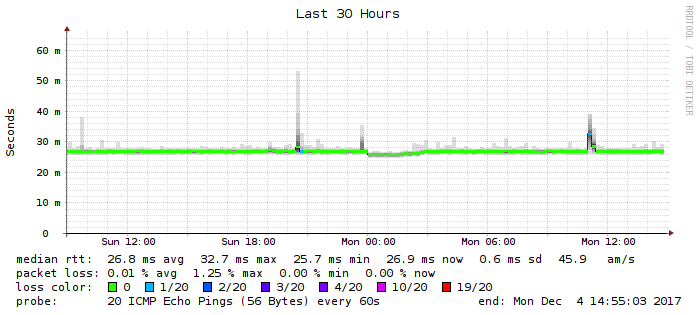 Last 30 Hours
RRDTOOL / TOBI OETIKER
Seconds
60 m
50 m
40 m
30 m
20 m
10 m
0
Sun 12:00 Sun 18:00 Mon 00:00 Mon 06:00 Mon 12:00
median rtt: 26.8 ms avg 32.7 ms max 25.7 ms min 26.9 ms now 0.6 ms sd 45.9 am/s
packet loss: 0.01 % avg 1.25 % max 0.00 % min 0.00 % now
loss color: 0 1/20 2/20 3/20 4/20 10/20 19/20
probe: 20 ICMP Echo Pings (56 Bytes) every 60s end: Mon Dec 4 14:55:03 2017